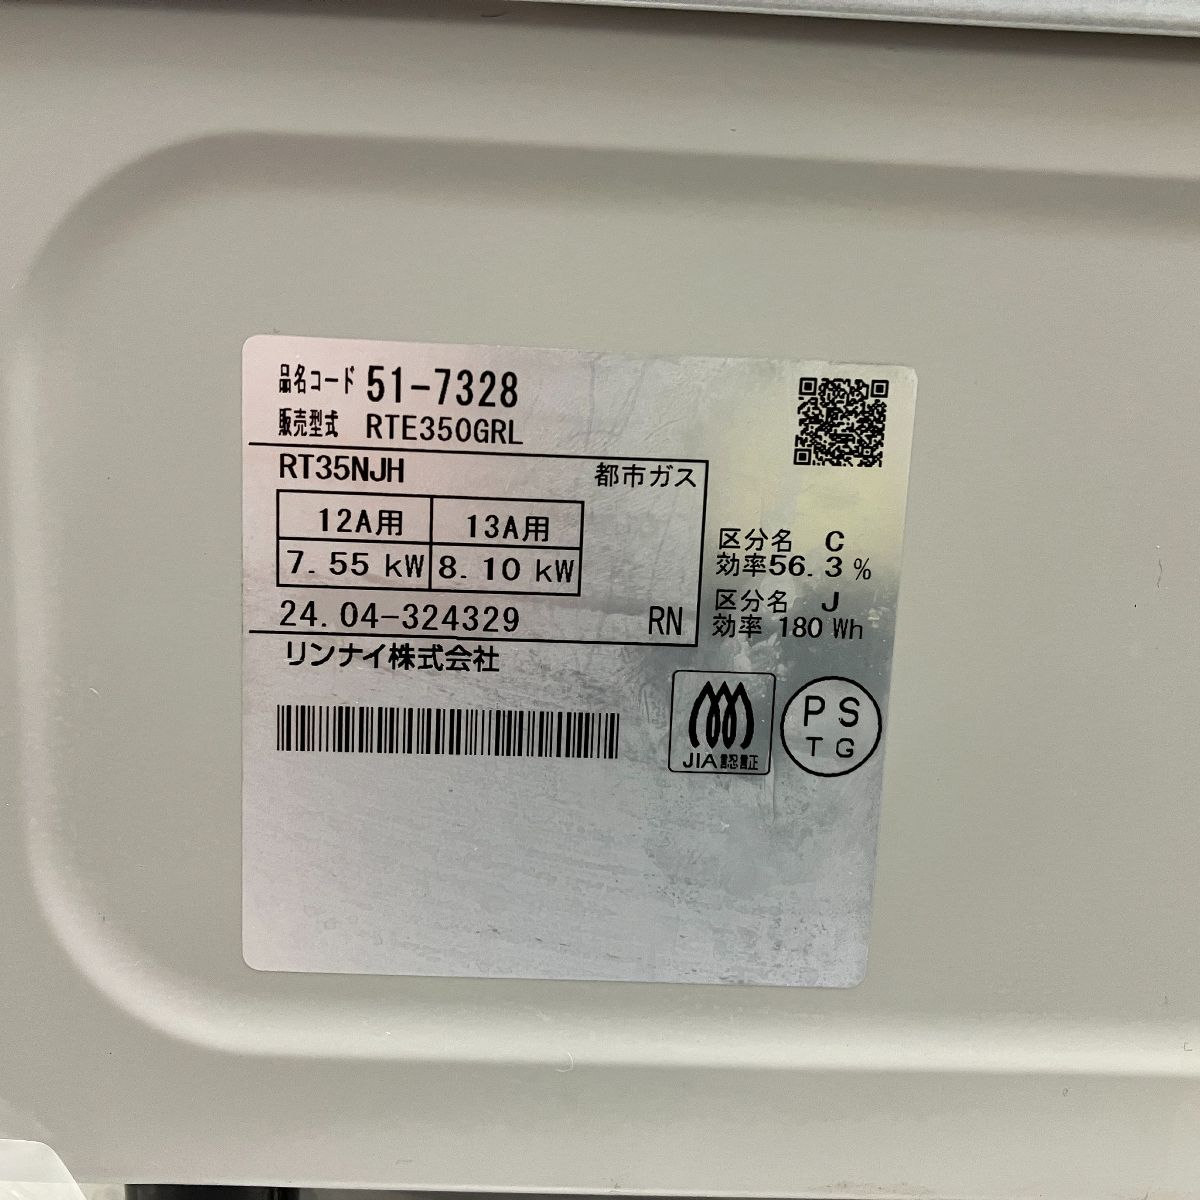 品名コード 51-7328
販売型式 RTE350GRL
RT35NJH 都市ガス
12A用 13A用
7.55 kW 8.10 kW
24.04-324329 RN
リンナイ株式会社
区分名 C
効率56.3 %
区分名 J
効率 180 Wh
JIA認証
PS
TG